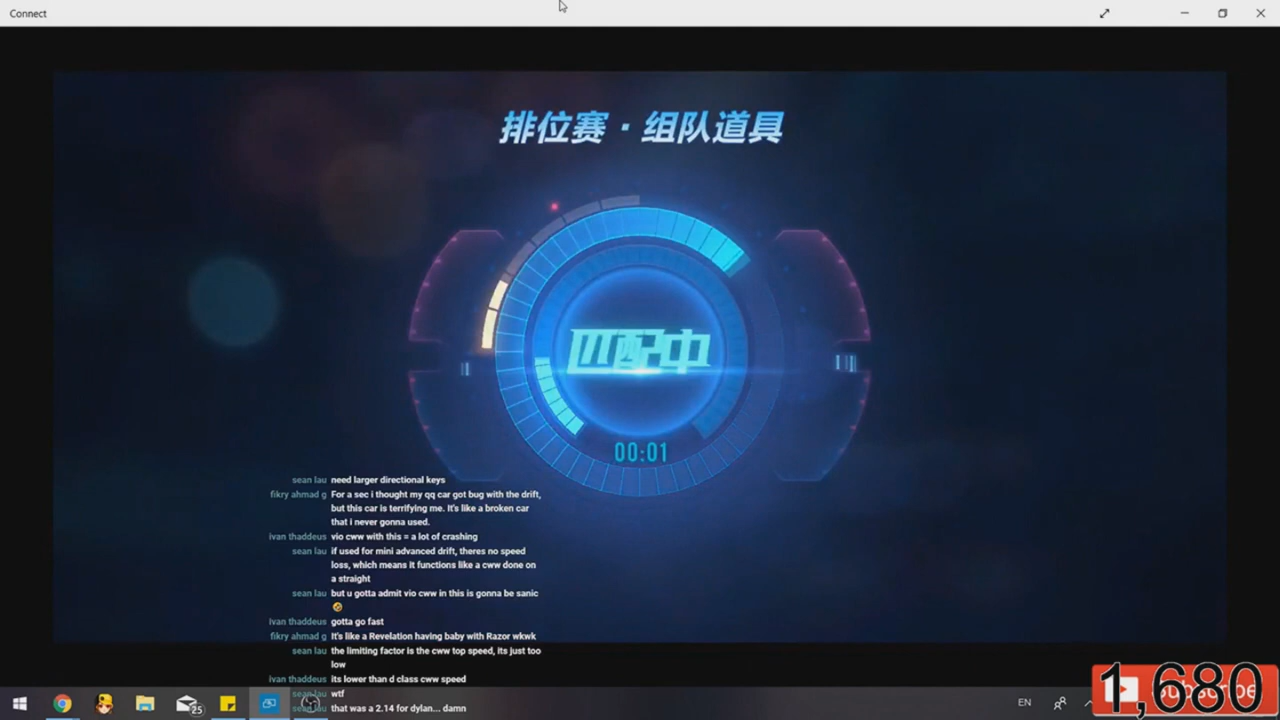 Connect
排位赛·组队道具
匹配中
00:01
sean lau need larger directional keys
fikry ahmad g For a sec i thought my qq car got bug with the drift,
but this car is terrifying me. It's like a broken car
that i never gonna used.
ivan thaddeus vio cww with this = a lot of crashing
sean lau if used for mini advanced drift, theres no speed
loss, which means it functions like a cww done on
a straight
sean lau but u gotta admit vio cww in this is gonna be sanic
🤣
ivan thaddeus gotta go fast
fikry ahmad g It's like a Revelation having baby with Razor wkwk
sean lau the limiting factor is the cww top speed, its just too
low
ivan thaddeus its lower than d class cww speed
sean lau wtf
sean lau that was a 2.14 for dylan... damn
25
EN
1,680